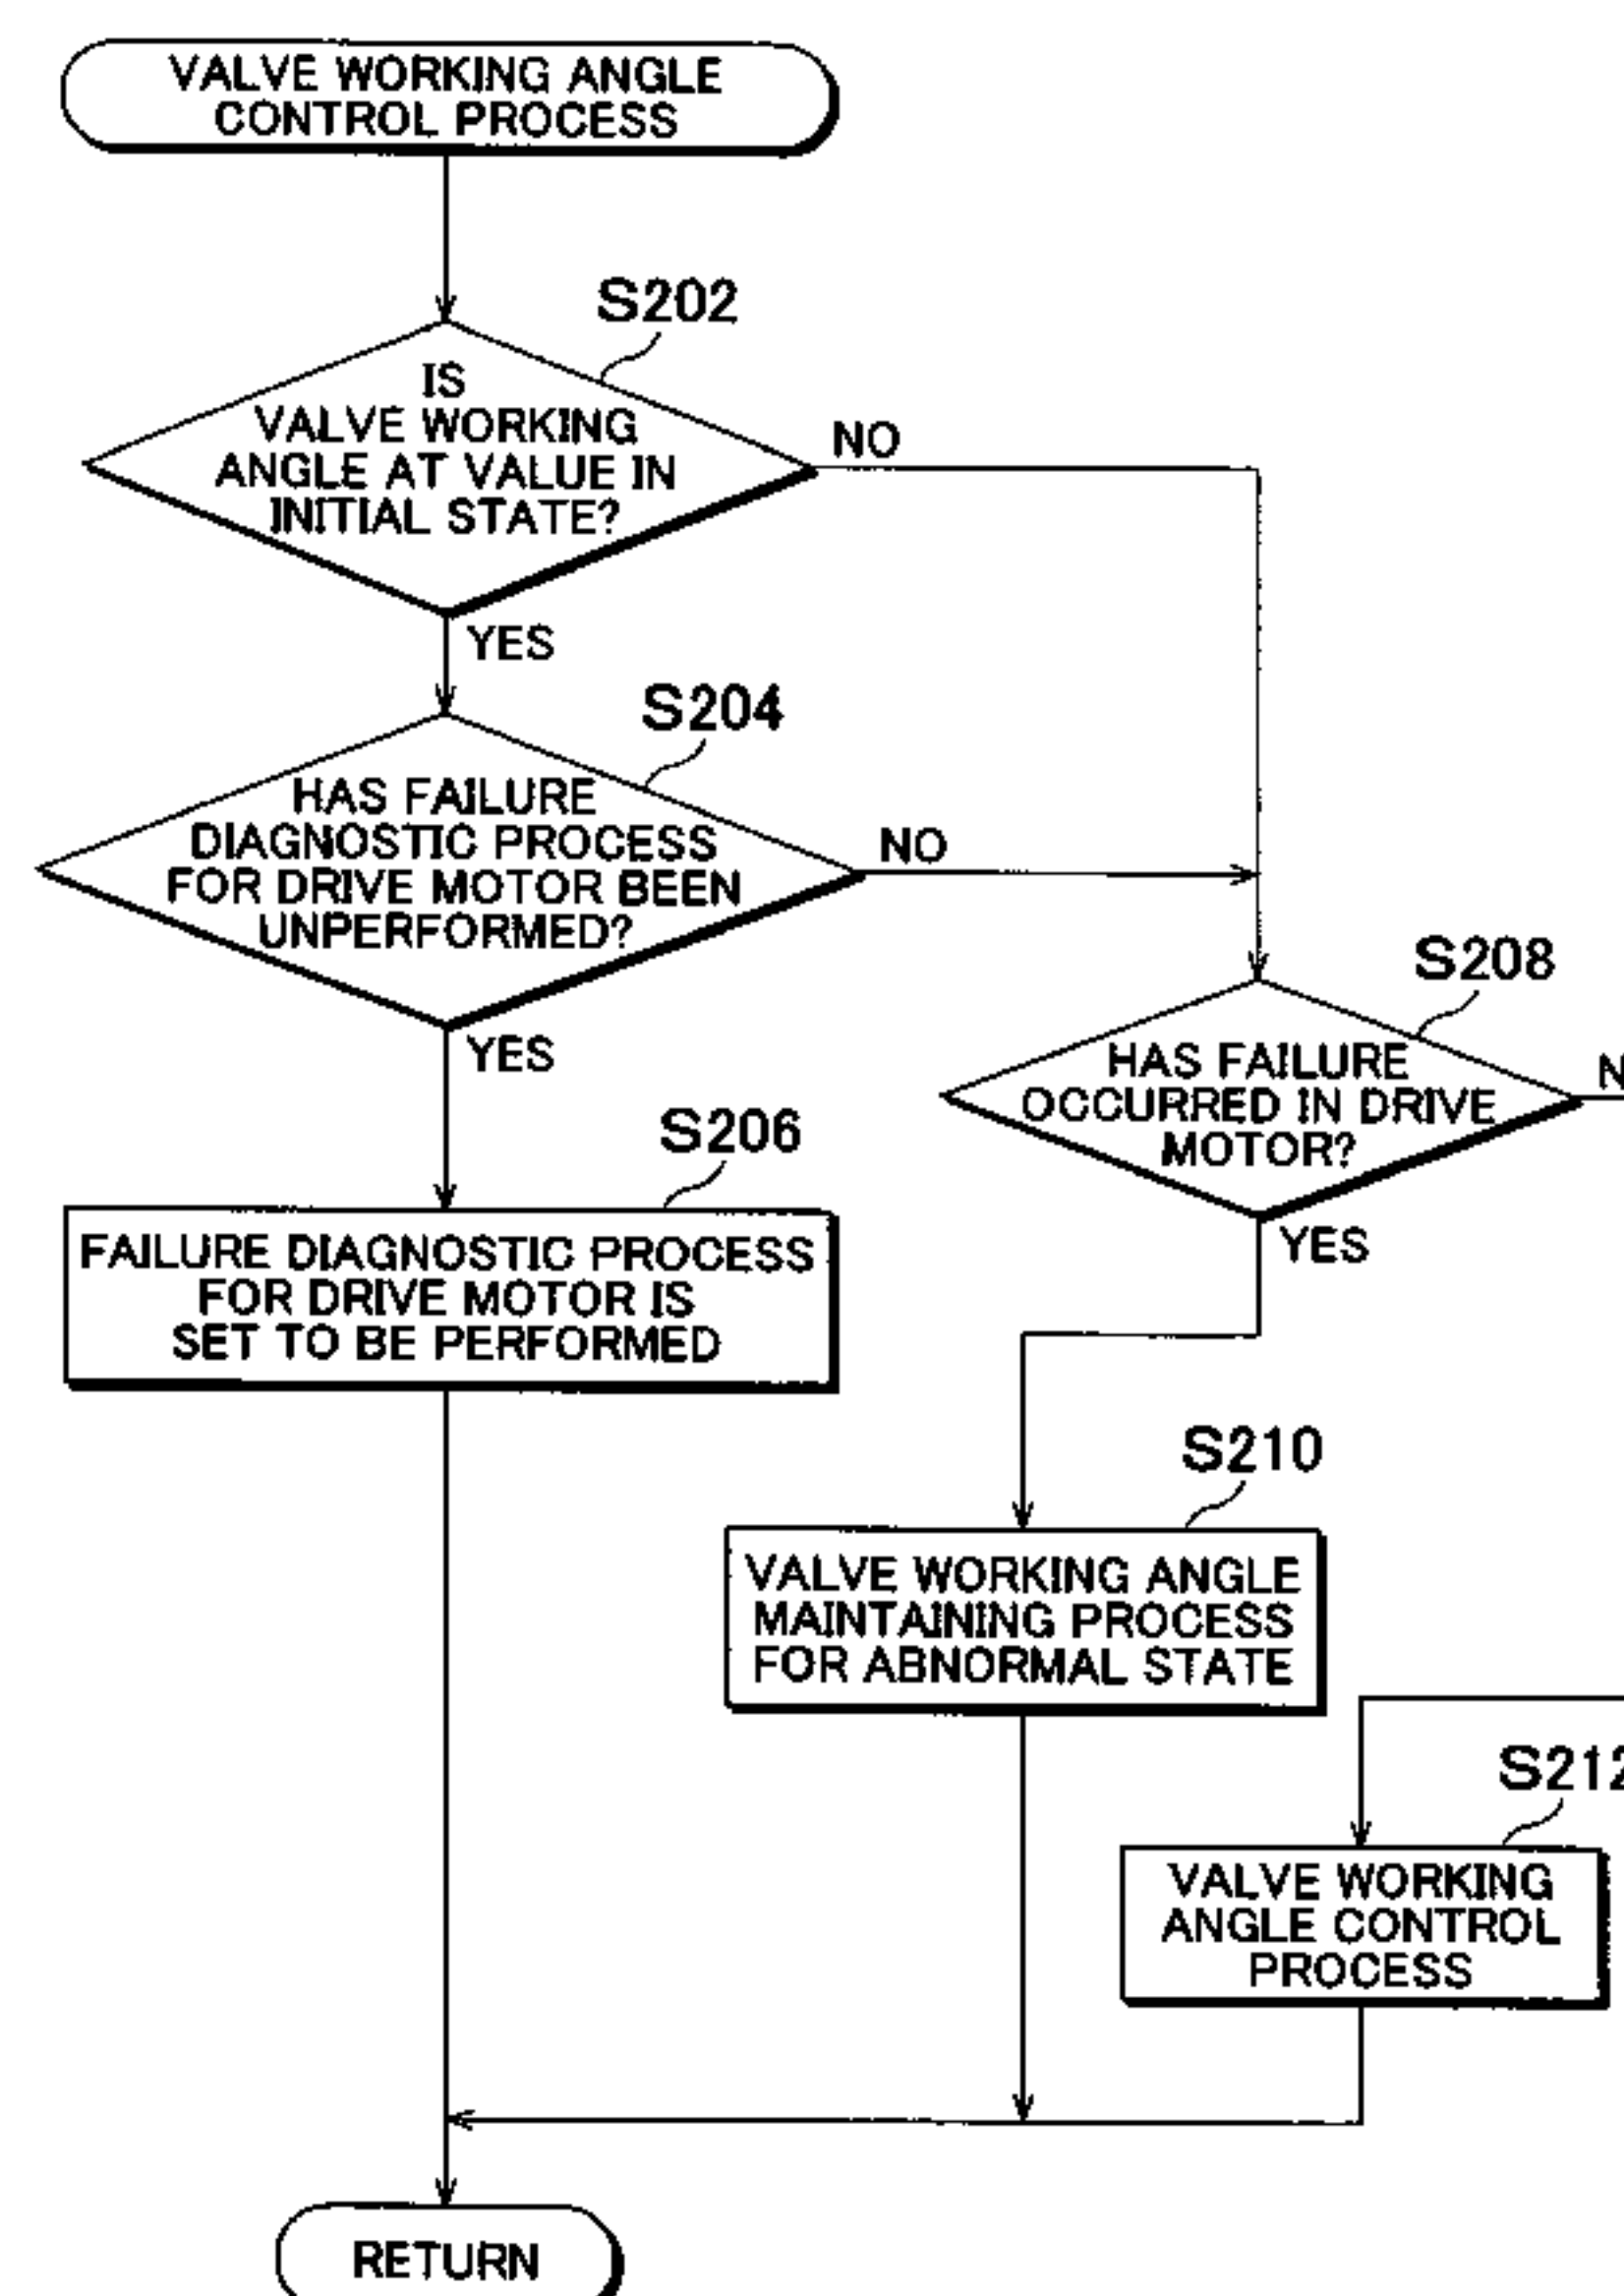 VALVE WORKING ANGLE
CONTROL PROCESS
S202
IS
VALVE WORKING
ANGLE AT VALUE IN
INITIAL STATE?
NO
YES
S204
HAS FAILURE
DIAGNOSTIC PROCESS
FOR DRIVE MOTOR BEEN
UNPERFORMED?
NO
YES
S208
HAS FAILURE
OCCURRED IN DRIVE
MOTOR?
YES
S206
FAILURE DIAGNOSTIC PROCESS
FOR DRIVE MOTOR IS
SET TO BE PERFORMED
S210
VALVE WORKING ANGLE
MAINTAINING PROCESS
FOR ABNORMAL STATE
S212
VALVE WORKING
ANGLE CONTROL
PROCESS
RETURN